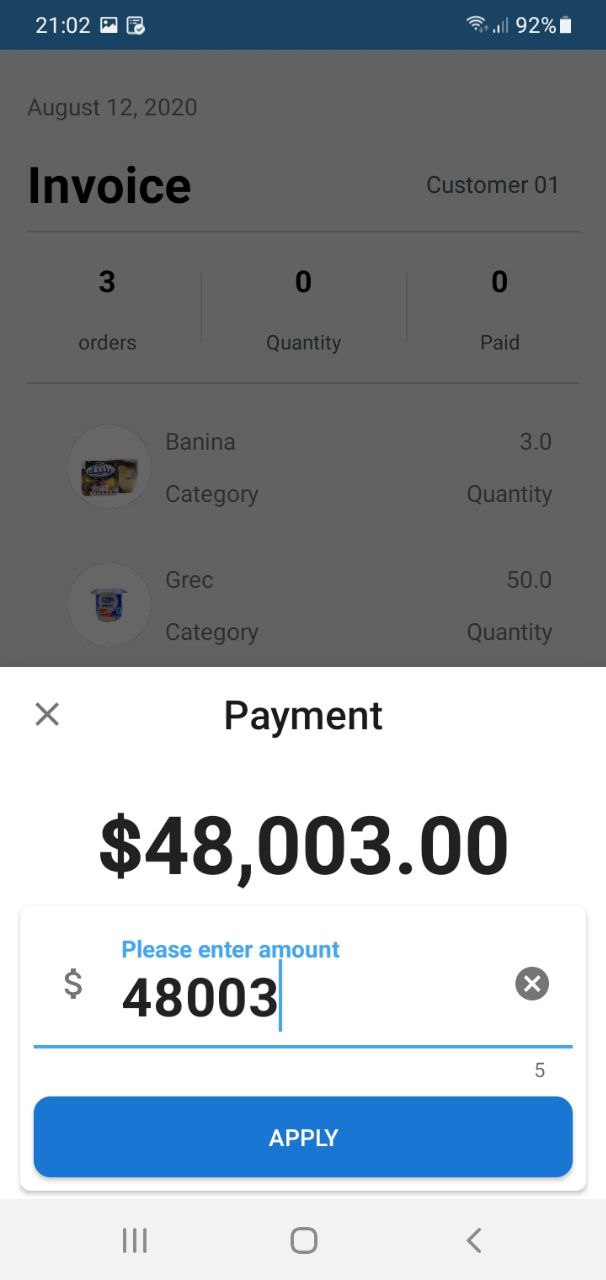 21:02 92%
August 12, 2020
Invoice Customer 01
3 0 0
orders Quantity Paid
Banina 3.0
Category Quantity
Grec 50.0
Category Quantity
Payment
$48,003.00
Please enter amount
$ 48003
5
APPLY